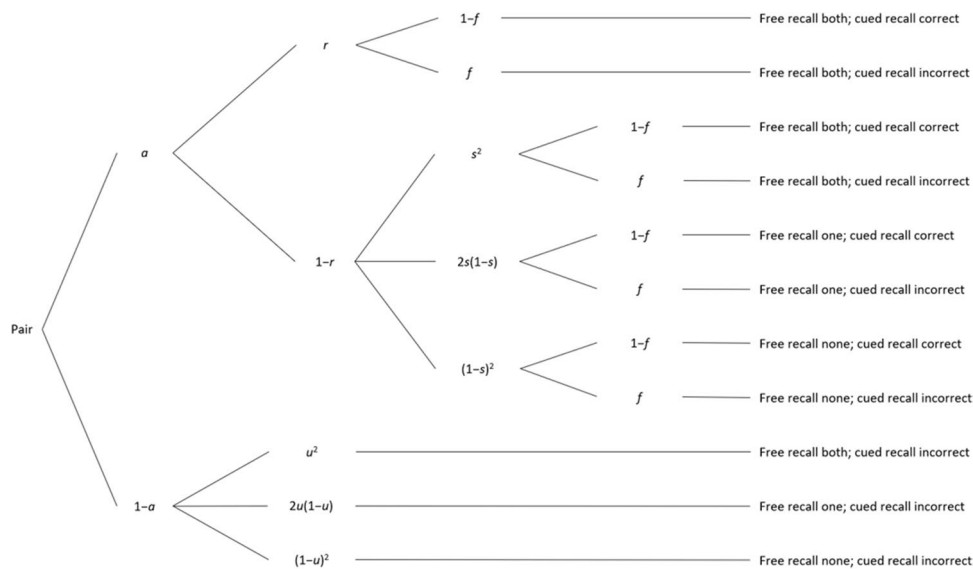 1–f
Free recall both; cued recall correct
r
f
Free recall both; cued recall incorrect
1–f
Free recall both; cued recall correct
a
s²
f
Free recall both; cued recall incorrect
1–f
Free recall one; cued recall correct
1–r
2s(1–s)
f
Free recall one; cued recall incorrect
Pair
1–f
Free recall none; cued recall correct
(1–s)²
f
Free recall none; cued recall incorrect
u²
Free recall both; cued recall incorrect
1–a
2u(1–u)
Free recall one; cued recall incorrect
(1–u)²
Free recall none; cued recall incorrect